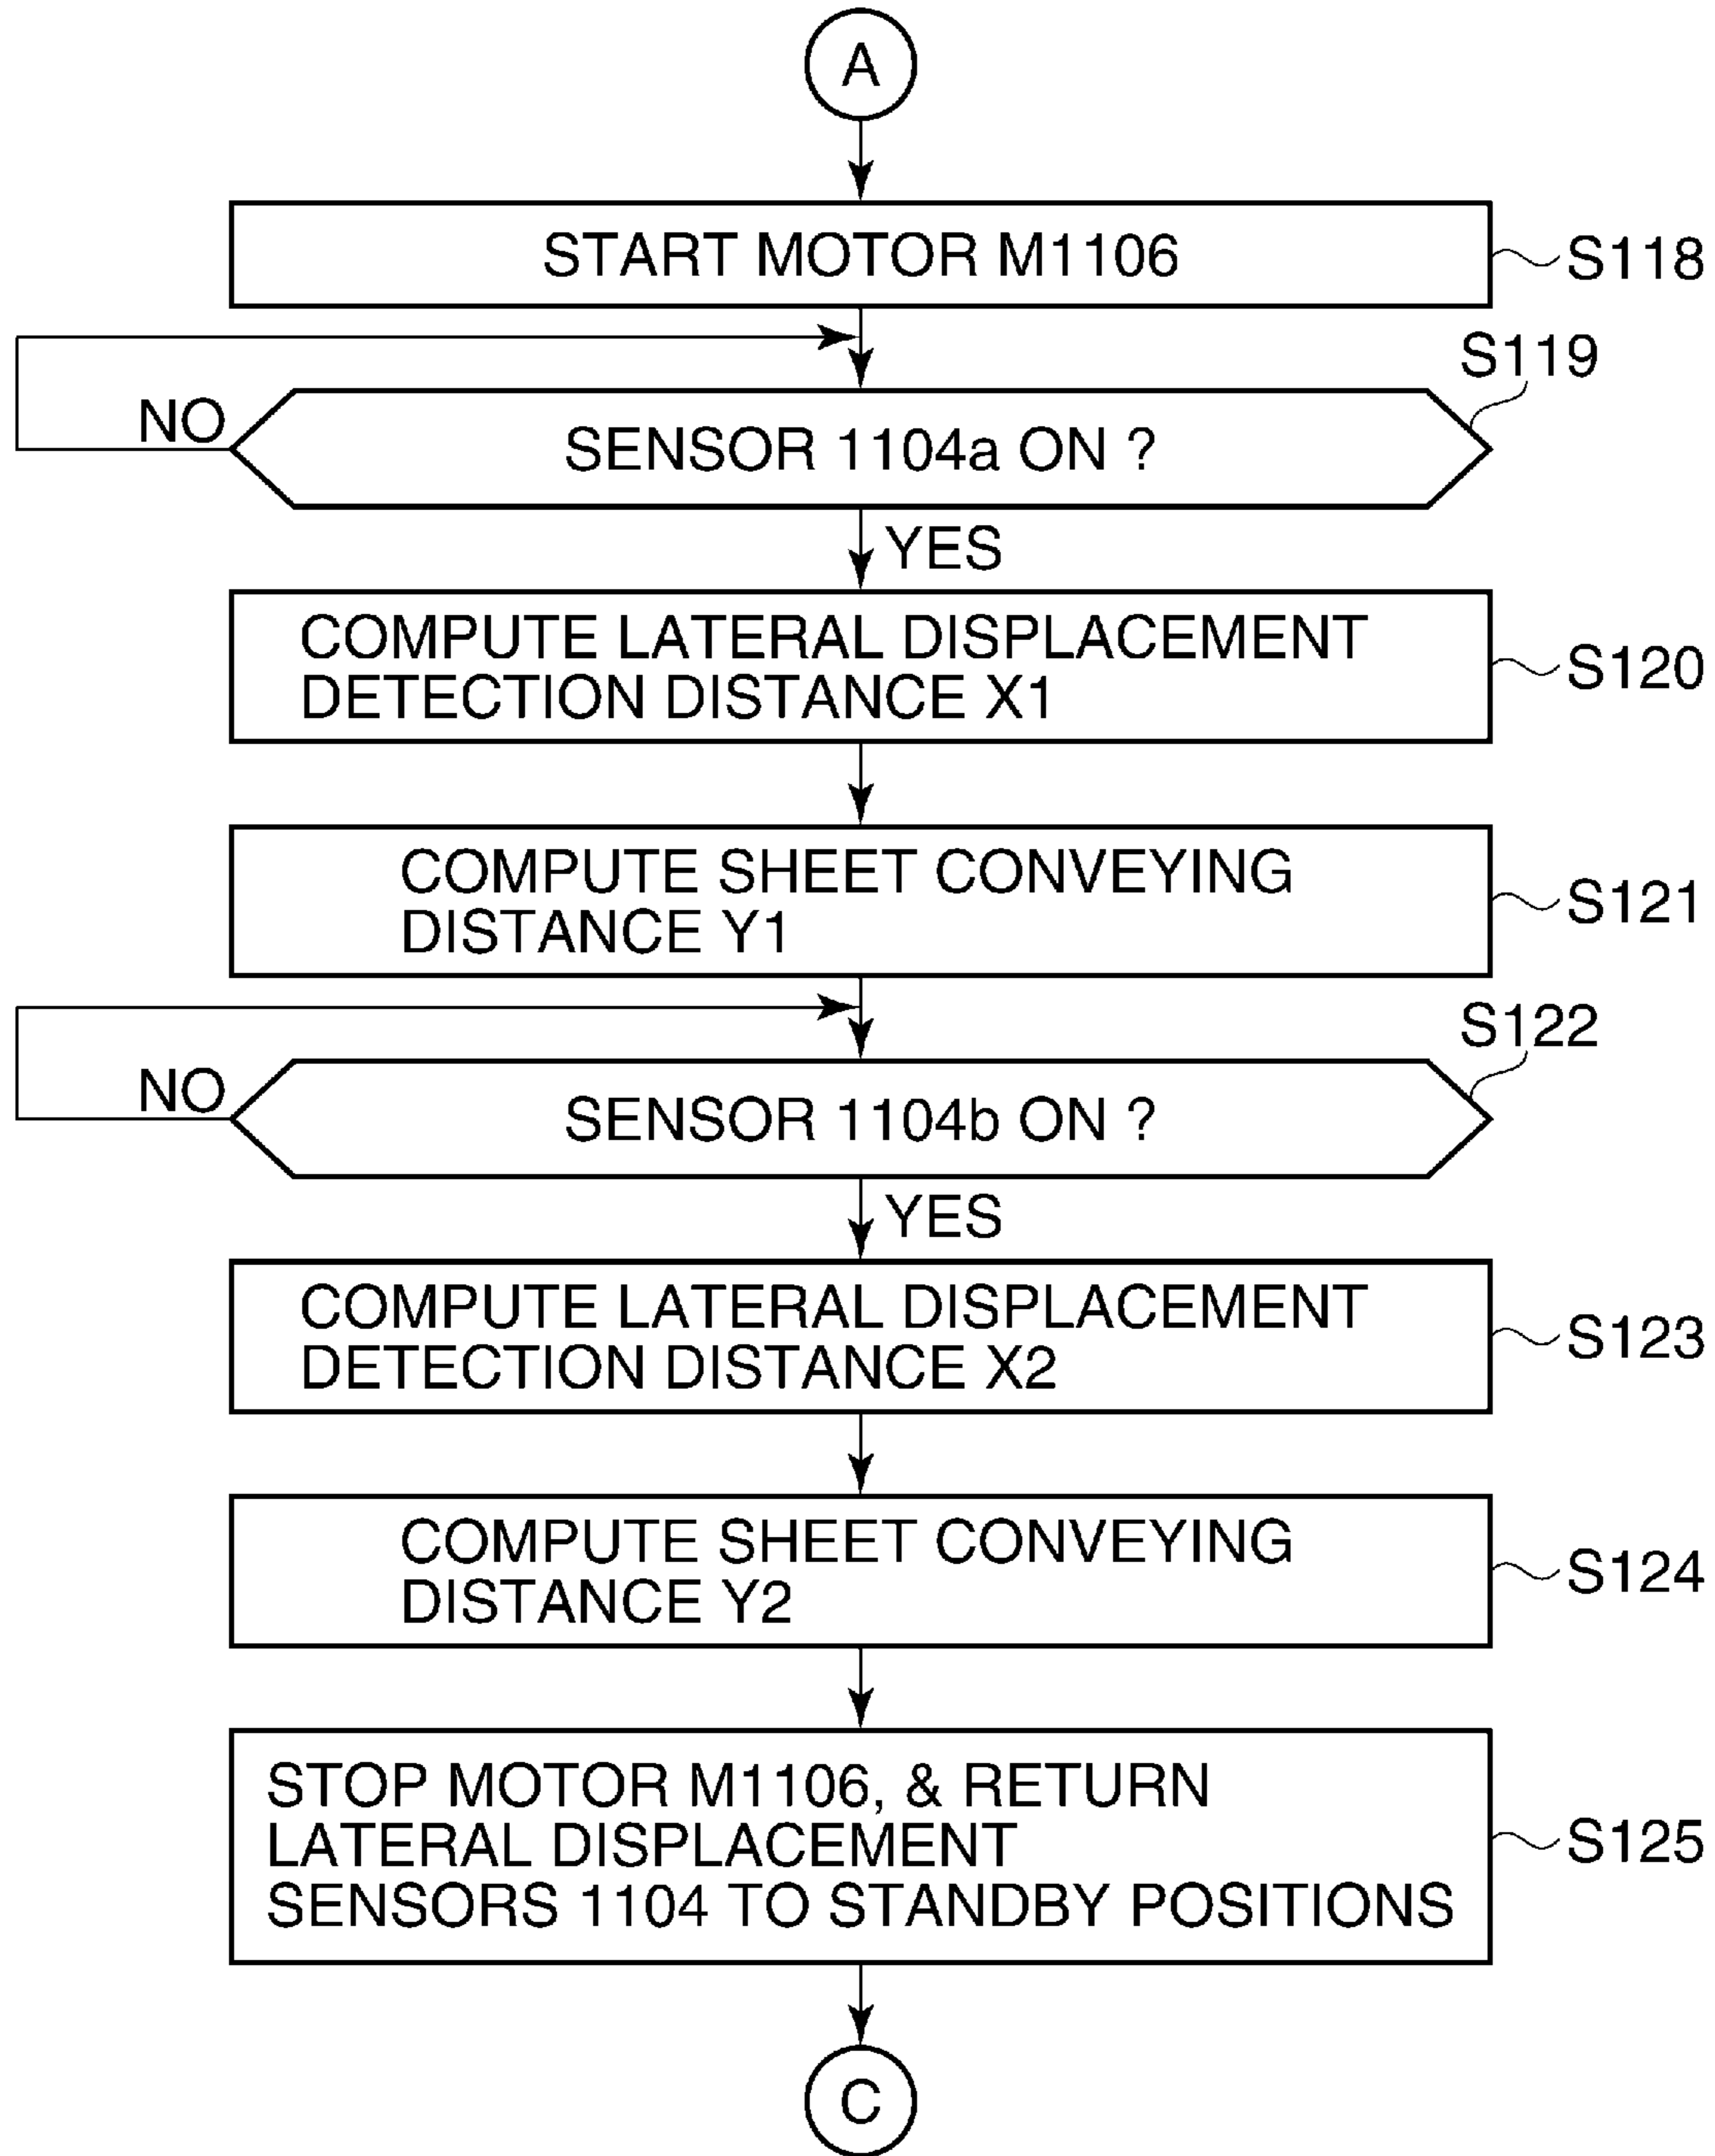 A
START MOTOR M1106
S118
S119
NO
SENSOR 1104a ON ?
YES
COMPUTE LATERAL DISPLACEMENT
DETECTION DISTANCE X1
S120
COMPUTE SHEET CONVEYING
DISTANCE Y1
S121
S122
NO
SENSOR 1104b ON ?
YES
COMPUTE LATERAL DISPLACEMENT
DETECTION DISTANCE X2
S123
COMPUTE SHEET CONVEYING
DISTANCE Y2
S124
STOP MOTOR M1106, & RETURN
LATERAL DISPLACEMENT
SENSORS 1104 TO STANDBY POSITIONS
S125
C